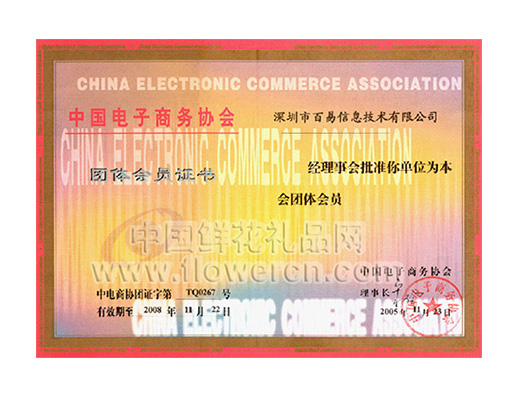 CHINA ELECTRONIC COMMERCE ASSOCIATION
中国电子商务协会
深圳市百易信息技术有限公司
CHINA ELECTRONIC COMMERCE ASSOCIATION
团体会员证书
经理事会批准你单位为本
会团体会员
中国鲜花礼品网
www.flowercn.com
中国电子商务协会
中电商协团证字第 TQ0267 号
理事长
有效期至 2008 年 11 月 22 日
2005 年 11 月 23 日
CHINA ELECTRONIC COMMERCE ASSOCIATION